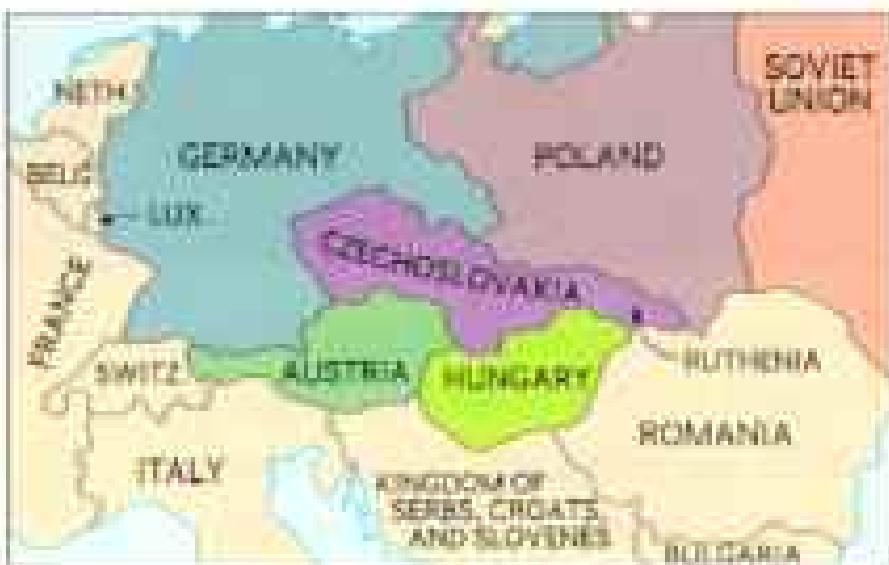 SOVIET
UNION
NETH.
GERMANY
POLAND
BELG.
LUX.
CZECHOSLOVAKIA
FRANCE
SWITZ.
AUSTRIA
HUNGARY
RUTHENIA
ROMANIA
ITALY
KINGDOM OF
SERBS, CROATS,
AND SLOVENES
BULGARIA